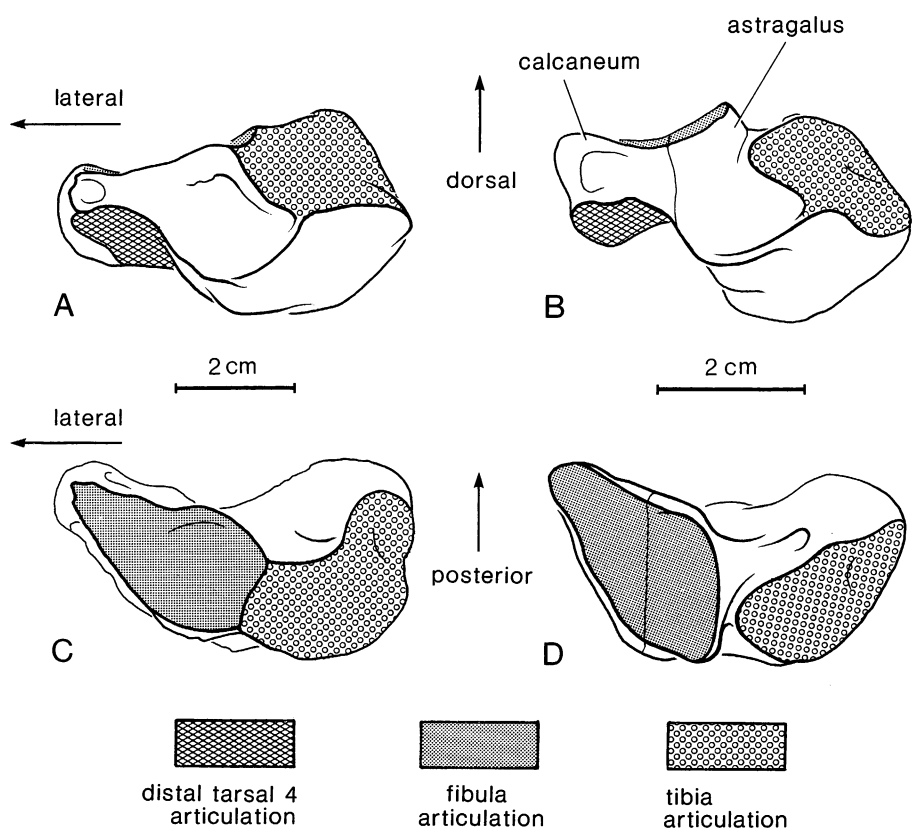 astragalus
calcaneum
lateral
dorsal
A
B
2 cm
2 cm
lateral
posterior
C
D
distal tarsal 4
articulation
fibula
articulation
tibia
articulation